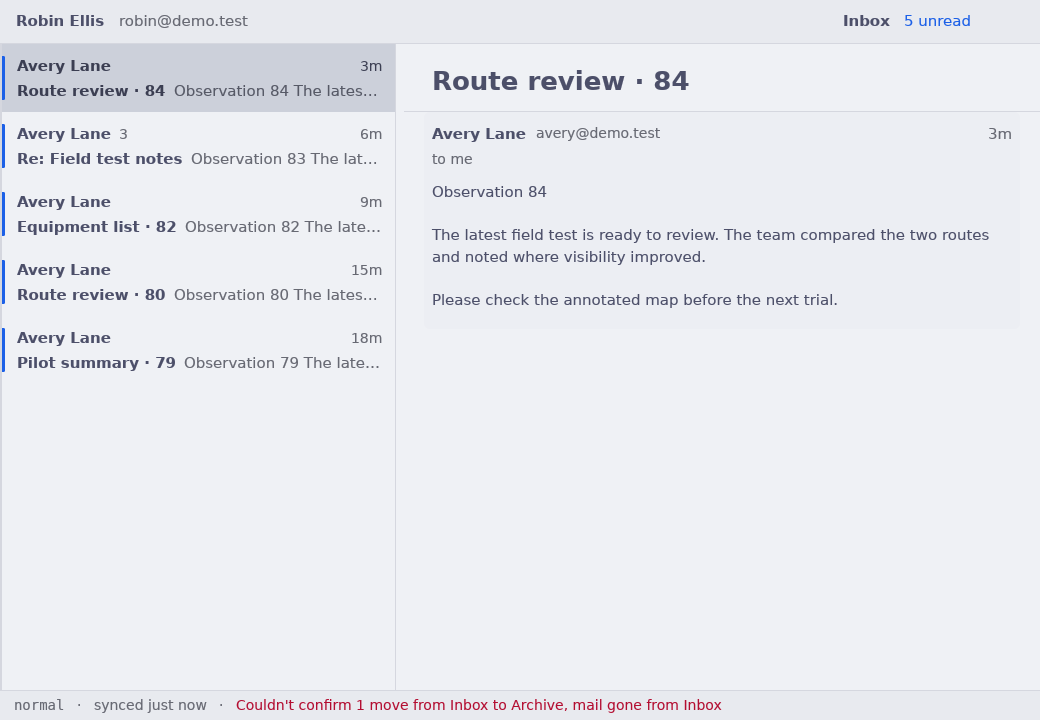 Robin Ellis robin@demo.test Inbox 5 unread
Avery Lane 3m
Route review · 84 Observation 84 The lates…
Avery Lane 3 6m
Re: Field test notes Observation 83 The lat…
Avery Lane 9m
Equipment list · 82 Observation 82 The late…
Avery Lane 15m
Route review · 80 Observation 80 The lates…
Avery Lane 18m
Pilot summary · 79 Observation 79 The late…
Route review · 84
Avery Lane avery@demo.test 3m
to me
Observation 84
The latest field test is ready to review. The team compared the two routes
and noted where visibility improved.
Please check the annotated map before the next trial.
normal · synced just now · Couldn't confirm 1 move from Inbox to Archive, mail gone from Inbox